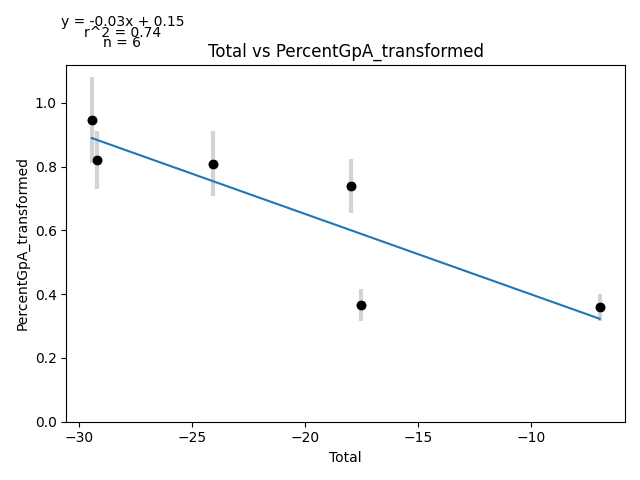 y = -0.03x + 0.15
r^2 = 0.74
n = 6
Total vs PercentGpA_transformed
PercentGpA_transformed
1.0
0.8
0.6
0.4
0.2
0.0
−30
−25
−20
−15
−10
Total